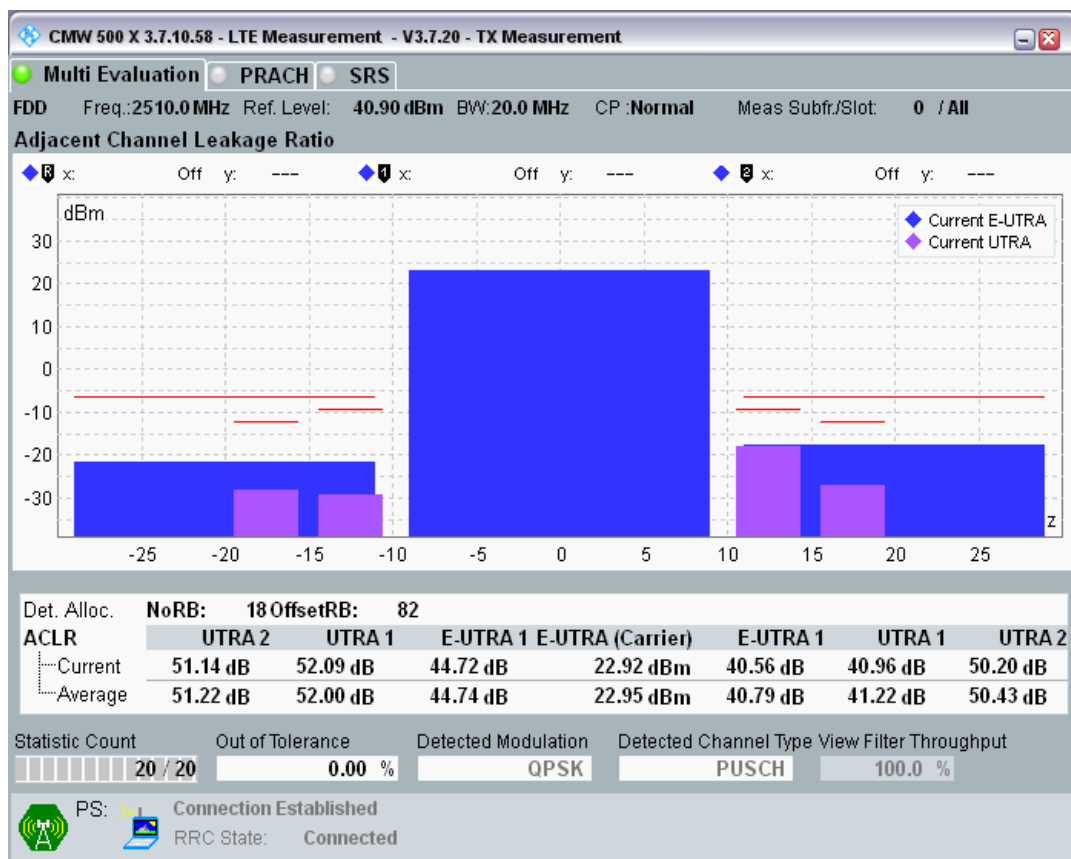 CMW 500 X 3.7.10.58 - LTE Measurement  - V3.7.20 - TX Measurement
Multi Evaluation PRACH SRS
FDD Freq.:2510.0 MHz Ref. Level: 40.90 dBm BW:20.0 MHz CP :Normal Meas Subfr./Slot: 0 / All
Adjacent Channel Leakage Ratio
R x: Off y: --- 1 x: Off y: --- 2 x: Off y: ---
dBm
Current E-UTRA
Current UTRA
30
20
10
0
-10
-20
-30
z
-25 -20 -15 -10 -5 0 5 10 15 20 25
Det. Alloc. NoRB: 18 OffsetRB: 82
ACLR UTRA 2 UTRA 1 E-UTRA 1 E-UTRA (Carrier) E-UTRA 1 UTRA 1 UTRA 2
Current 51.14 dB 52.09 dB 44.72 dB 22.92 dBm 40.56 dB 40.96 dB 50.20 dB
Average 51.22 dB 52.00 dB 44.74 dB 22.95 dBm 40.79 dB 41.22 dB 50.43 dB
Statistic Count Out of Tolerance Detected Modulation Detected Channel Type View Filter Throughput
20 / 20 0.00 % QPSK PUSCH 100.0 %
PS: Connection Established
RRC State: Connected